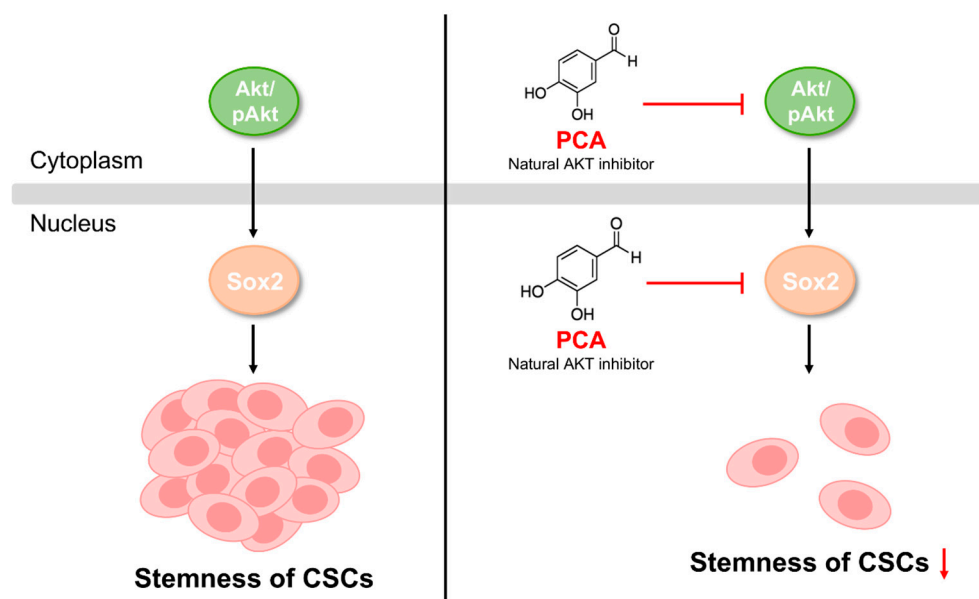 Akt/
pAkt
Cytoplasm
Nucleus
Sox2
Stemness of CSCs
O
H
HO
OH
PCA
Natural AKT inhibitor
Akt/
pAkt
O
H
HO
OH
PCA
Natural AKT inhibitor
Sox2
Stemness of CSCs